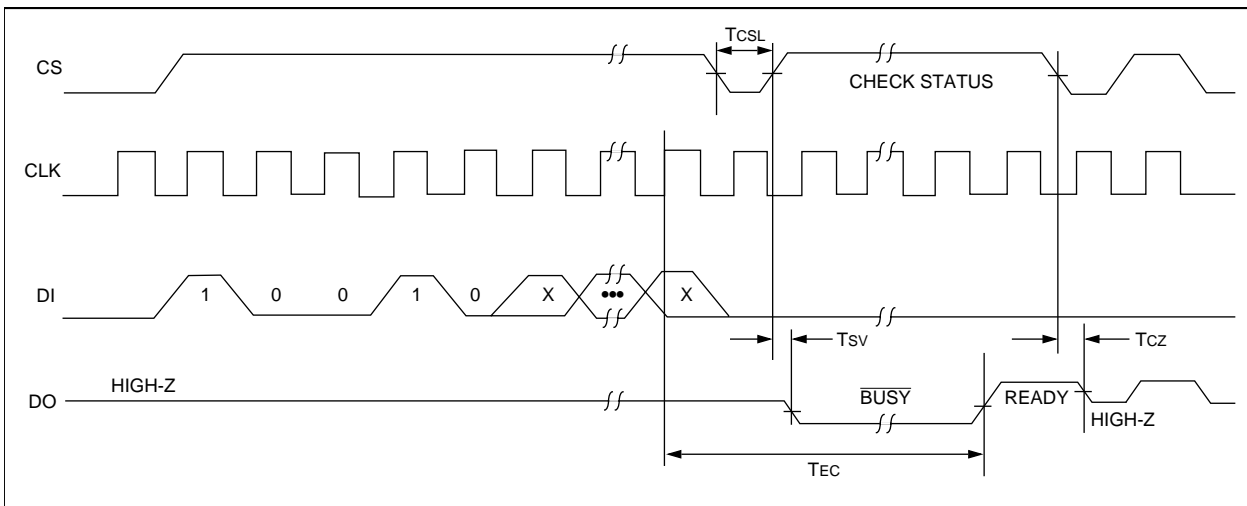 TCSL
CS
CHECK STATUS
CLK
DI
1 0 0 1 0 X ••• X
TSV
TCZ
HIGH-Z
DO
BUSY
READY
HIGH-Z
TEC